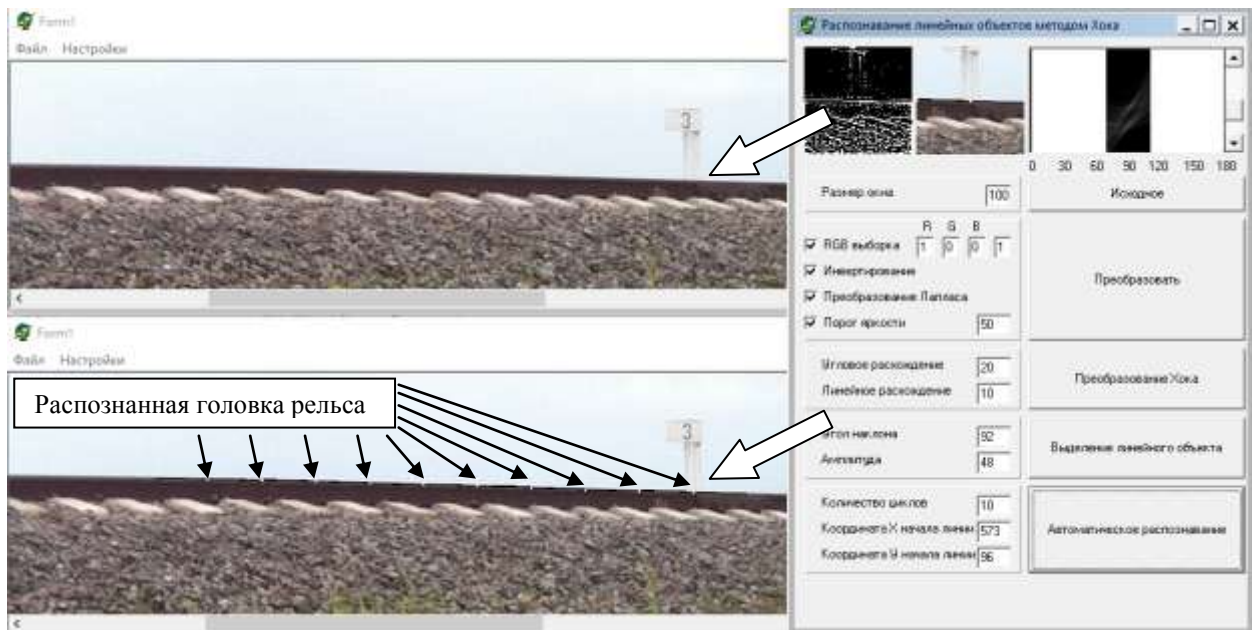 Form1
Файл Настройки
3
Form1
Файл Настройки
Распознанная головка рельса
3
Распознавание линейных объектов методом Хока
0 30 60 90 120 150 180
Размер окна 100
Исходное
R G B
RGB выборка 1 0 0 1
Инвертирование
Преобразование Лапласа
Порог яркости 50
Преобразовать
Угловое расхождение 20
Линейное расхождение 10
Преобразование Хока
Угол наклона 92
Амплитуда 48
Выделение линейного объекта
Количество циклов 10
Координата X начала линии 573
Координата У начала линии 96
Автоматическое распознавание